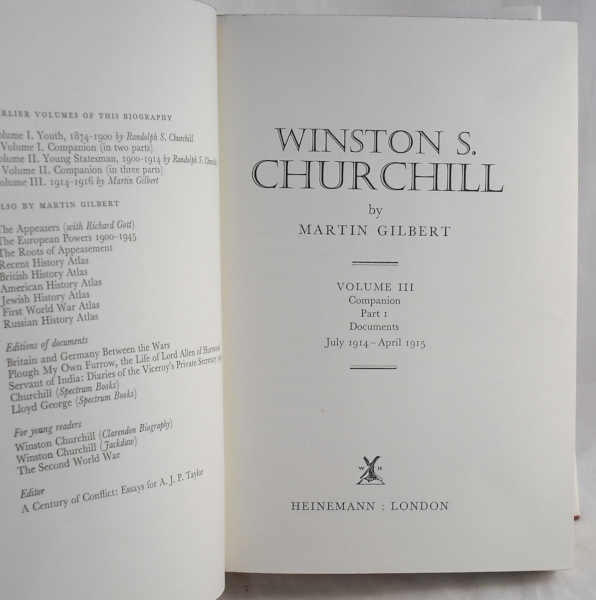 EARLIER VOLUMES OF THIS BIOGRAPHY
Volume I. Youth, 1874–1900 by Randolph S. Churchill
Volume I. Companion (in two parts)
Volume II. Young Statesman, 1900–1914 by Randolph S. Churchill
Volume II. Companion (in three parts)
Volume III. 1914–1916 by Martin Gilbert
ALSO BY MARTIN GILBERT
The Appeasers (with Richard Gott)
The European Powers 1900–1945
The Roots of Appeasement
Recent History Atlas
British History Atlas
American History Atlas
Jewish History Atlas
First World War Atlas
Russian History Atlas
Editions of documents
Britain and Germany Between the Wars
Plough My Own Furrow, the Life of Lord Allen of Hurtwood
Servant of India: Diaries of the Viceroy's Private Secretary
Churchill (Spectrum Books)
Lloyd George (Spectrum Books)
For young readers
Winston Churchill (Clarendon Biography)
Winston Churchill (Jackdaw)
The Second World War
Editor
A Century of Conflict: Essays for A. J. P. Taylor
WINSTON S.
CHURCHILL
by
MARTIN GILBERT
VOLUME III
Companion
Part 1
Documents
July 1914–April 1915
W H
HEINEMANN : LONDON